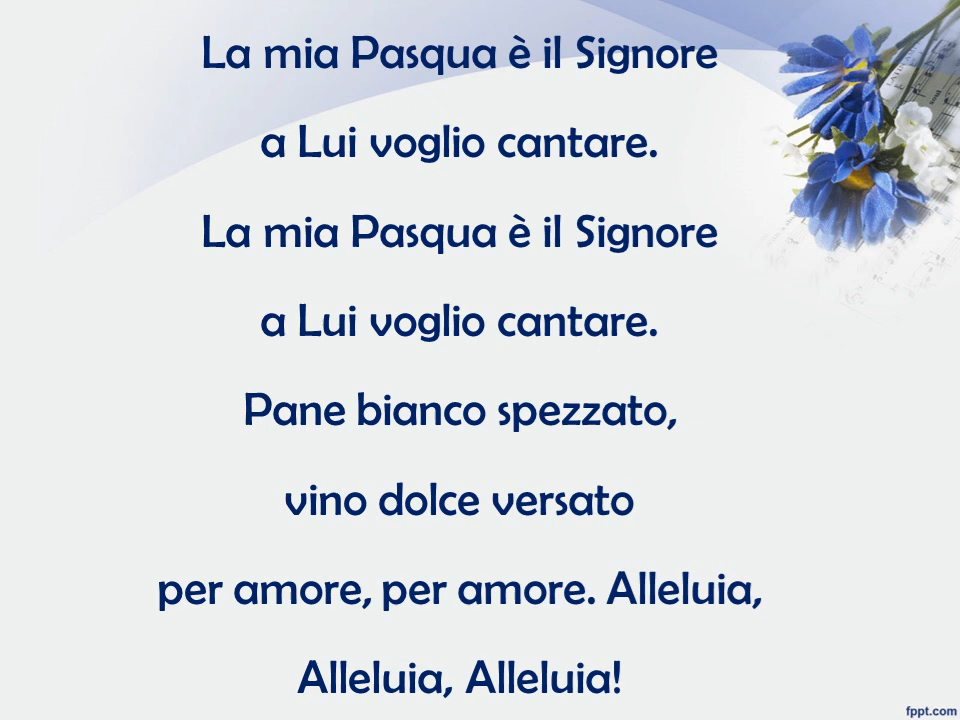 La mia Pasqua è il Signore
a Lui voglio cantare.
La mia Pasqua è il Signore
a Lui voglio cantare.
Pane bianco spezzato,
vino dolce versato
per amore, per amore. Alleluia,
Alleluia, Alleluia!
fppt.com